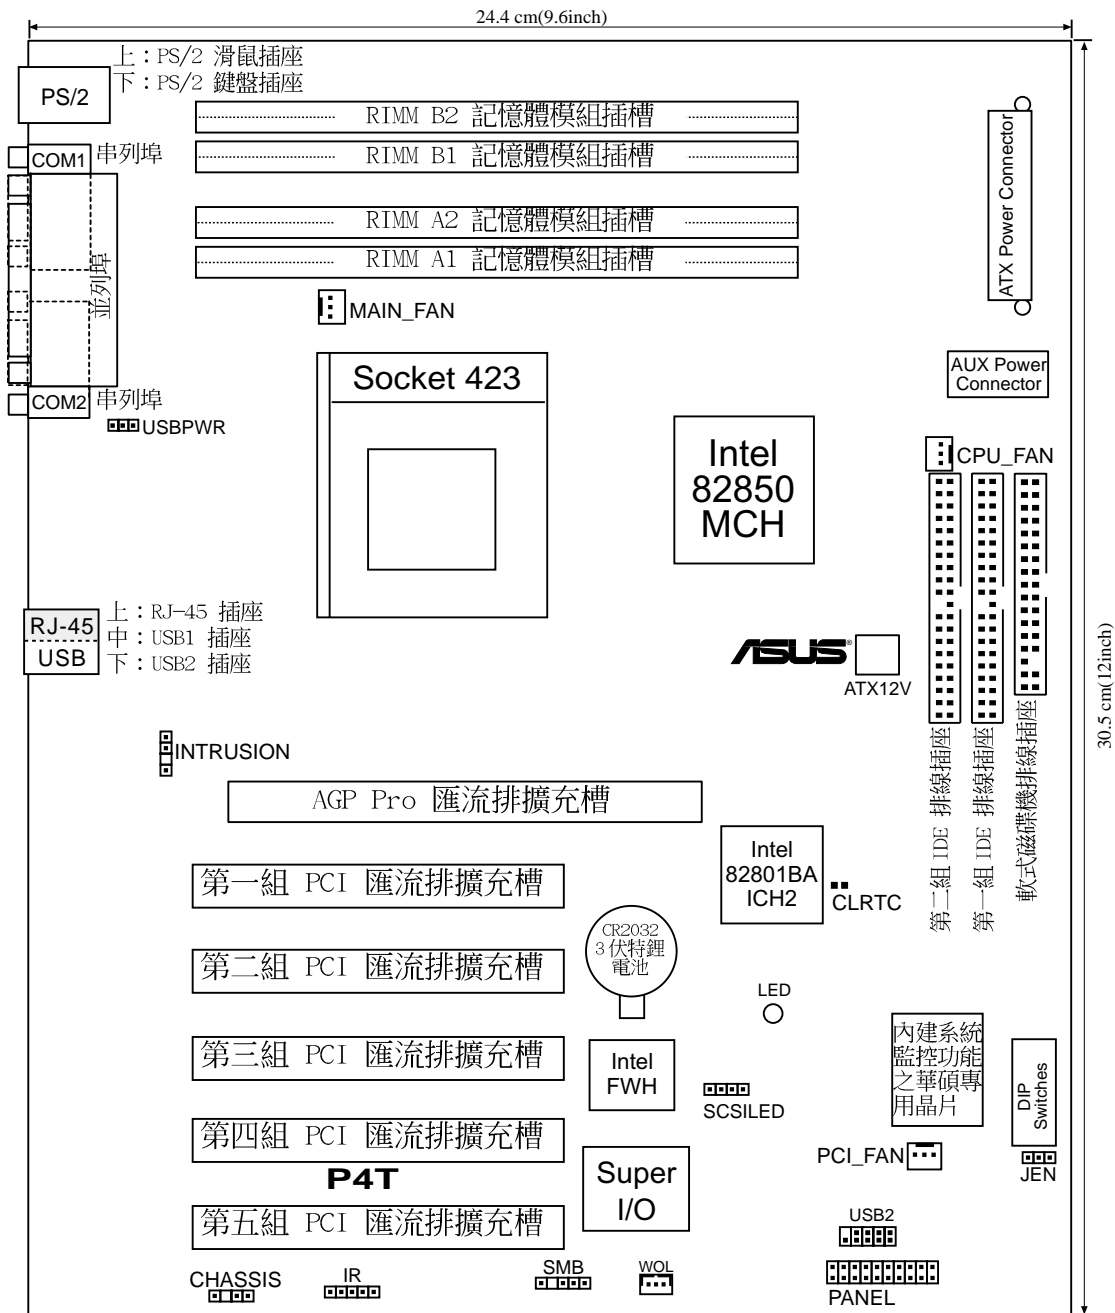 24.4 cm(9.6inch)
上：PS/2 滑鼠插座
下：PS/2 鍵盤插座
PS/2
RIMM B2 記憶體模組插槽
COM1
串列埠
RIMM B1 記憶體模組插槽
RIMM A2 記憶體模組插槽
RIMM A1 記憶體模組插槽
並列埠
ATX Power Connector
MAIN_FAN
Socket 423
AUX Power
Connector
COM2
串列埠
USBPWR
Intel
82850
MCH
CPU_FAN
RJ-45
USB
上：RJ-45 插座
中：USB1 插座
下：USB2 插座
ASUS®
ATX12V
30.5 cm(12inch)
INTRUSION
第二組 IDE 排線插座
第一組 IDE 排線插座
軟式磁碟機排線插座
AGP Pro 匯流排擴充槽
Intel
82801BA
ICH2
CLRTC
第一組 PCI 匯流排擴充槽
CR2032
3 伏特鋰
電池
第二組 PCI 匯流排擴充槽
LED
內建系統
監控功能
之華碩專
用晶片
DIP
Switches
第三組 PCI 匯流排擴充槽
Intel
FWH
SCSILED
第四組 PCI 匯流排擴充槽
PCI_FAN
JEN
P4T
Super
I/O
第五組 PCI 匯流排擴充槽
USB2
CHASSIS
IR
SMB
WOL
PANEL